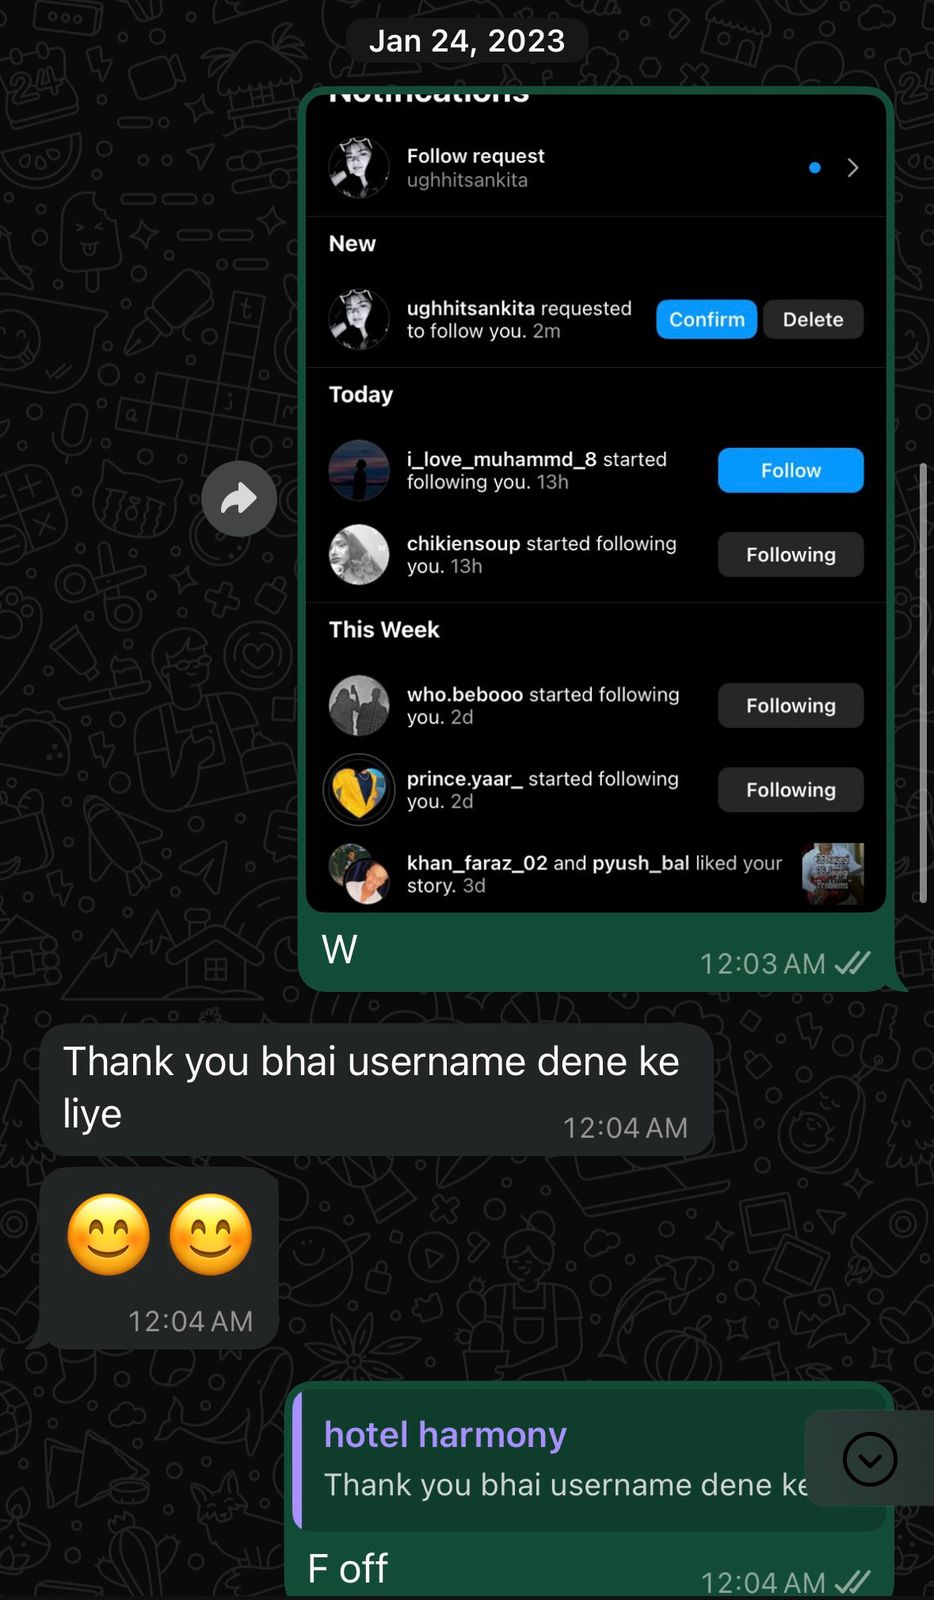 Jan 24, 2023
Notifications
Follow request
ughhitsankita
New
ughhitsankita requested
to follow you. 2m
Confirm
Delete
Today
i_love_muhammd_8 started
following you. 13h
Follow
chikiensoup started following
you. 13h
Following
This Week
who.bebooo started following
you. 2d
Following
prince.yaar_ started following
you. 2d
Following
khan_faraz_02 and pyush_bal liked your
story. 3d
Problems"
W
12:03 AM
Thank you bhai username dene ke
liye
12:04 AM
😊 😊
12:04 AM
hotel harmony
Thank you bhai username dene ke
F off
12:04 AM